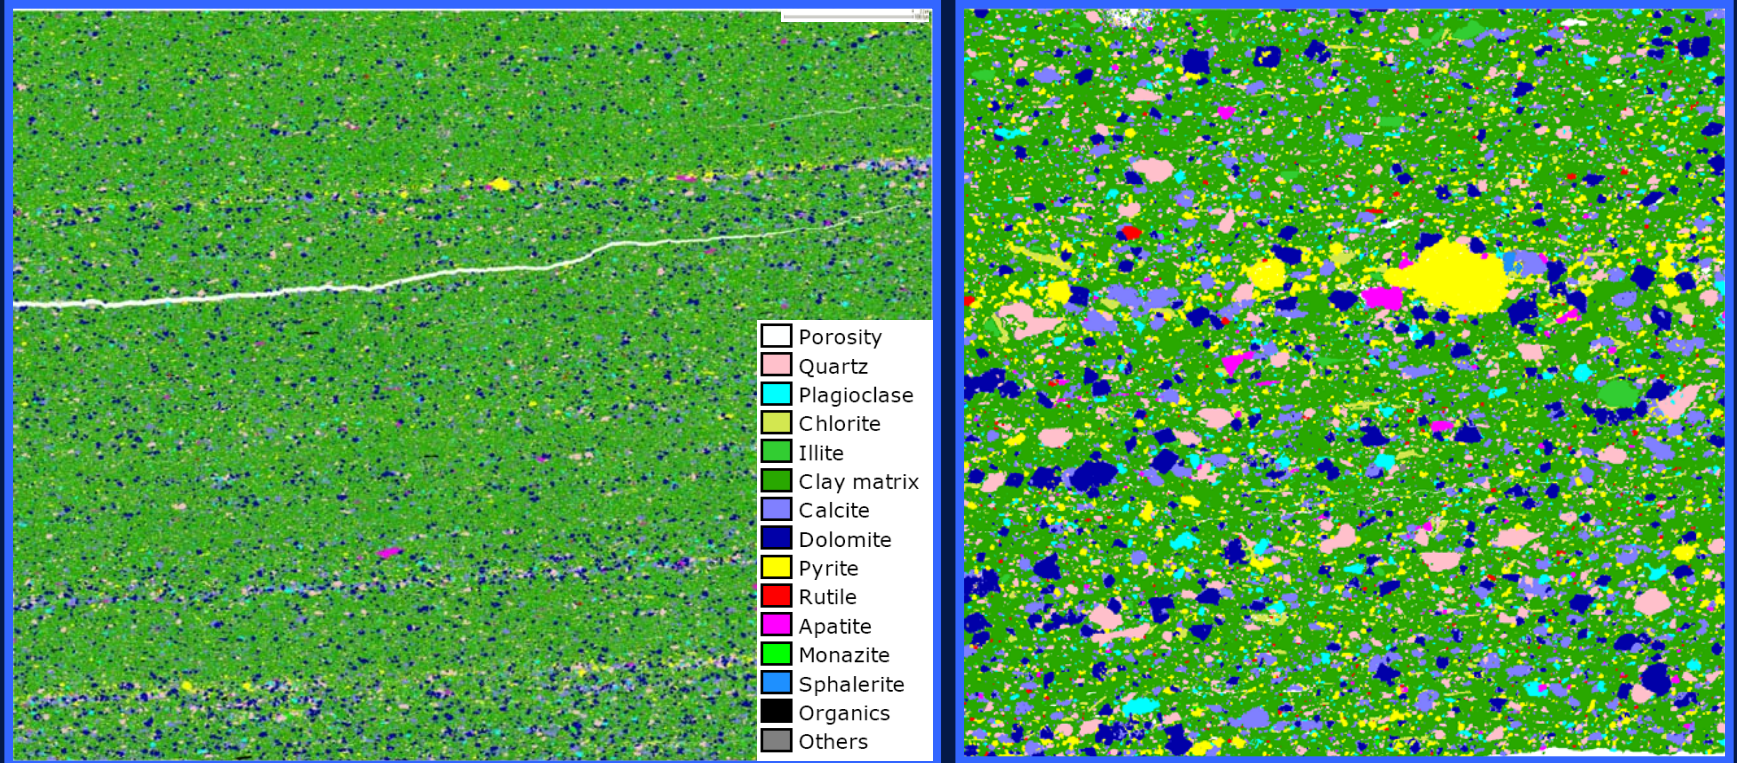 Porosity
Quartz
Plagioclase
Chlorite
Illite
Clay matrix
Calcite
Dolomite
Pyrite
Rutile
Apatite
Monazite
Sphalerite
Organics
Others